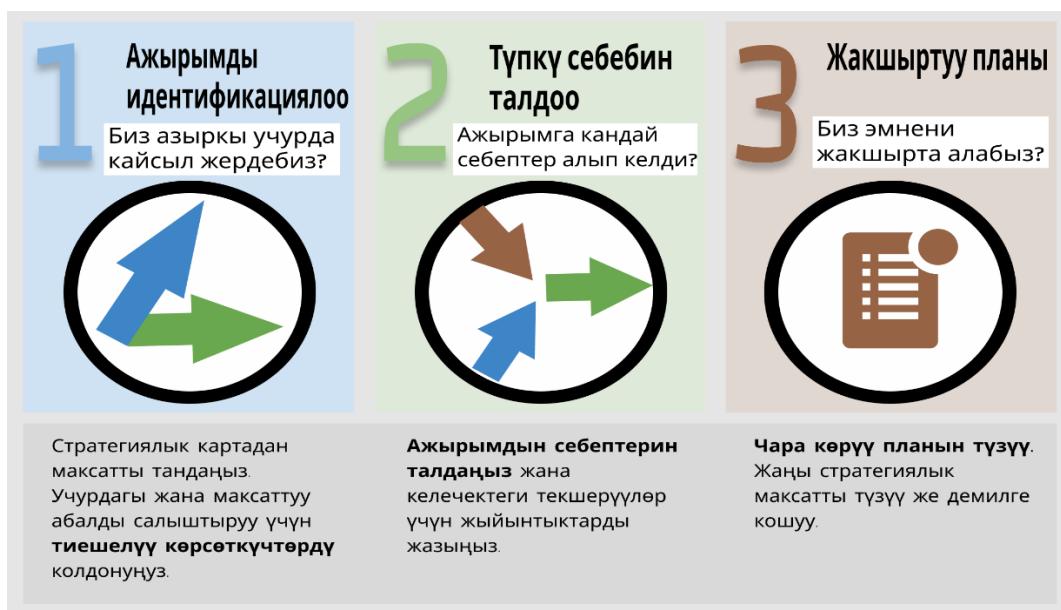 1
Ажырымды
идентификациялоо
Биз азыркы учурда
кайсыл жердебиз?
2
Түпкү себебин
талдоо
Ажырымга кандай
себептер алып келди?
3
Жакшыртуу планы
Биз эмнени
жакшырта алабыз?
Стратегиялык картадан
максатты тандаңыз.
Учурдагы жана максаттуу
абалды салыштыруу үчүн
тиешелүү көрсөткүчтөрдү
колдонуңуз.
Ажырымдын себептерин
талдаңыз жана
келечектеги текшерүүлөр
үчүн жыйынтыктарды
жазыңыз.
Чара көрүү планын түзүү.
Жаңы стратегиялык
максатты түзүү же демилге
кошуу.